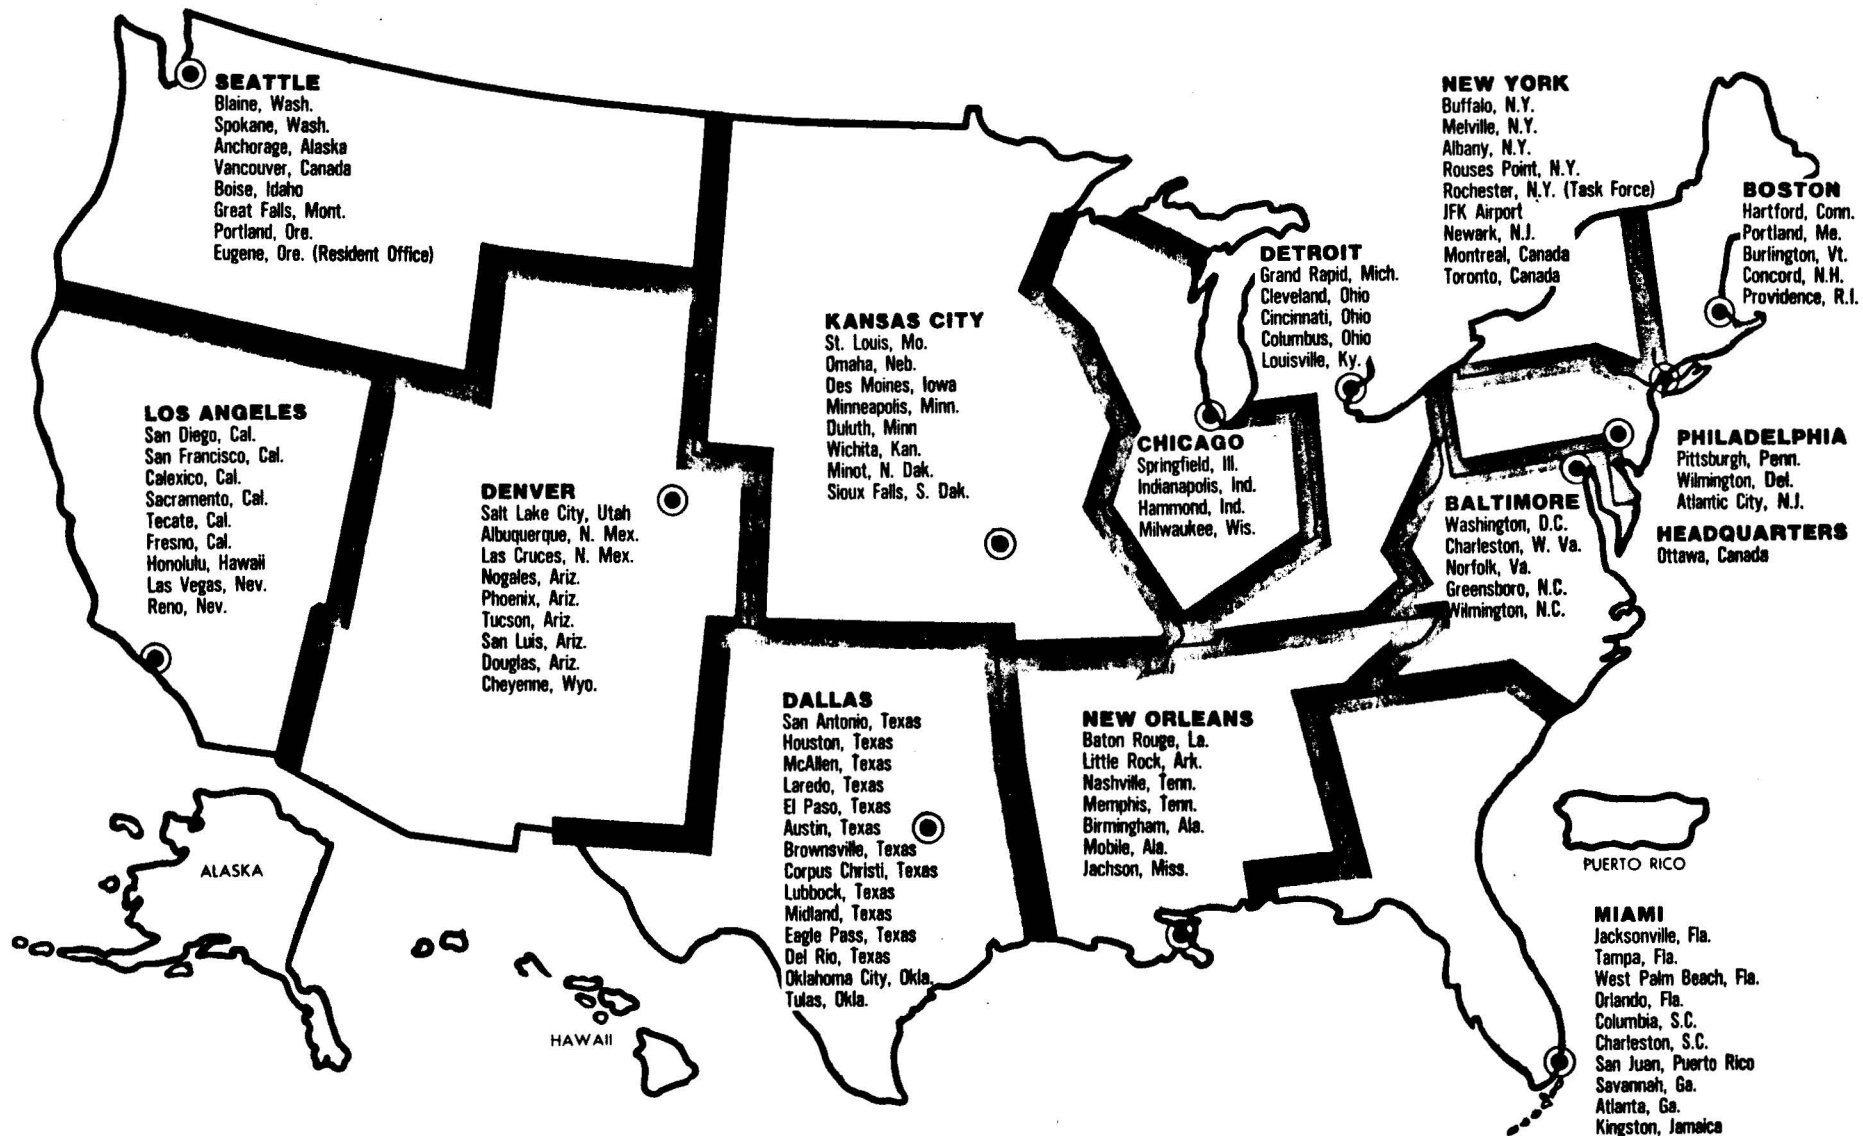 SEATTLE
Blaine, Wash.
Spokane, Wash.
Anchorage, Alaska
Vancouver, Canada
Boise, Idaho
Great Falls, Mont.
Portland, Ore.
Eugene, Ore. (Resident Office)
LOS ANGELES
San Diego, Cal.
San Francisco, Cal.
Calexico, Cal.
Sacramento, Cal.
Tecate, Cal.
Fresno, Cal.
Honolulu, Hawaii
Las Vegas, Nev.
Reno, Nev.
DENVER
Salt Lake City, Utah
Albuquerque, N. Mex.
Las Cruces, N. Mex.
Nogales, Ariz.
Phoenix, Ariz.
Tucson, Ariz.
San Luis, Ariz.
Douglas, Ariz.
Cheyenne, Wyo.
KANSAS CITY
St. Louis, Mo.
Omaha, Neb.
Des Moines, Iowa
Minneapolis, Minn.
Duluth, Minn
Wichita, Kan.
Minot, N. Dak.
Sioux Falls, S. Dak.
DALLAS
San Antonio, Texas
Houston, Texas
McAllen, Texas
Laredo, Texas
El Paso, Texas
Austin, Texas
Brownsville, Texas
Corpus Christi, Texas
Lubbock, Texas
Midland, Texas
Eagle Pass, Texas
Del Rio, Texas
Oklahoma City, Okla.
Tulas, Okla.
CHICAGO
Springfield, Ill.
Indianapolis, Ind.
Hammond, Ind.
Milwaukee, Wis.
DETROIT
Grand Rapid, Mich.
Cleveland, Ohio
Cincinnati, Ohio
Columbus, Ohio
Louisville, Ky.
NEW ORLEANS
Baton Rouge, La.
Little Rock, Ark.
Nashville, Tenn.
Memphis, Tenn.
Birmingham, Ala.
Mobile, Ala.
Jachson, Miss.
NEW YORK
Buffalo, N.Y.
Melville, N.Y.
Albany, N.Y.
Rouses Point, N.Y.
Rochester, N.Y. (Task Force)
JFK Airport
Newark, N.J.
Montreal, Canada
Toronto, Canada
BOSTON
Hartford, Conn.
Portland, Me.
Burlington, Vt.
Concord, N.H.
Providence, R.I.
PHILADELPHIA
Pittsburgh, Penn.
Wilmington, Del.
Atlantic City, N.J.
HEADQUARTERS
Ottawa, Canada
BALTIMORE
Washington, D.C.
Charleston, W. Va.
Norfolk, Va.
Greensboro, N.C.
Wilmington, N.C.
PUERTO RICO
MIAMI
Jacksonville, Fla.
Tampa, Fla.
West Palm Beach, Fla.
Orlando, Fla.
Columbia, S.C.
Charleston, S.C.
San Juan, Puerto Rico
Savannah, Ga.
Atlanta, Ga.
Kingston, Jamaica
ALASKA
HAWAII